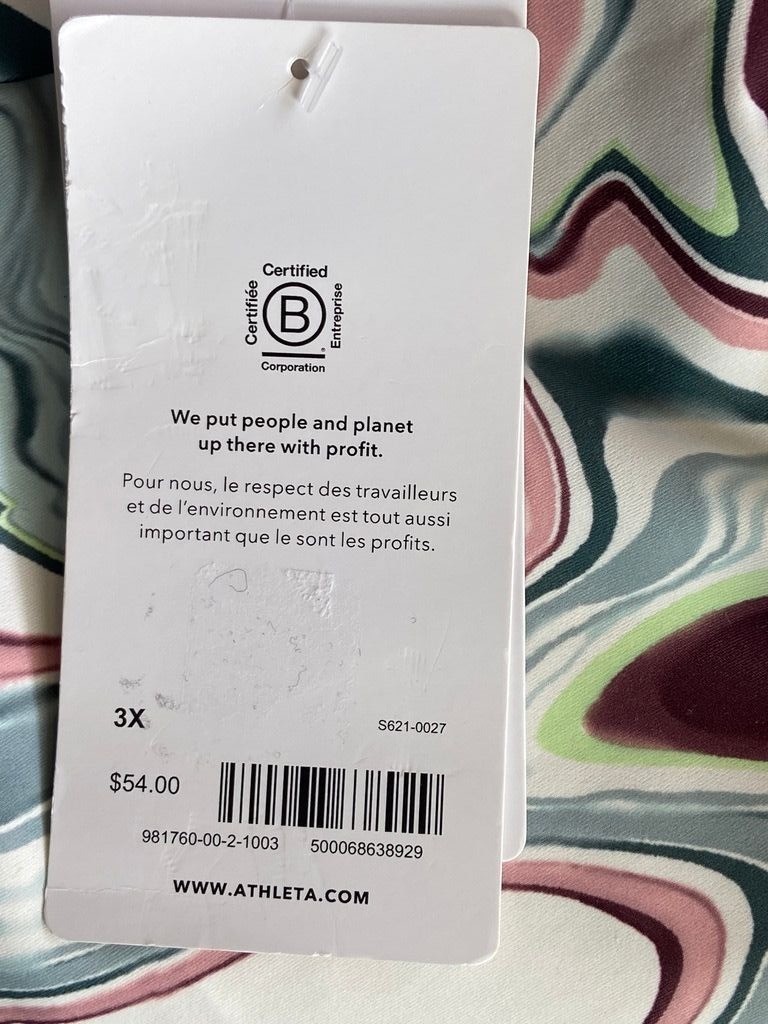 Certified
Certifiée
B
Entreprise
Corporation
We put people and planet
up there with profit.
Pour nous, le respect des travailleurs
et de l'environnement est tout aussi
important que le sont les profits.
3X
S621-0027
$54.00
981760-00-2-1003 500068638929
WWW.ATHLETA.COM